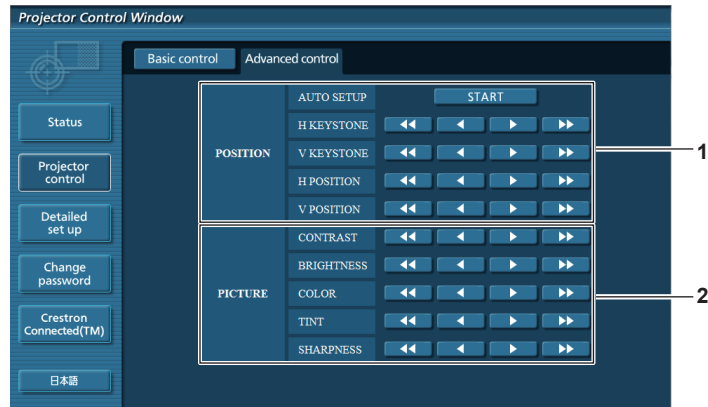 Projector Control Window
Basic control
Advanced control
Status
Projector
control
Detailed
set up
Change
password
Crestron
Connected(TM)
日本語
POSITION
AUTO SETUP
START
H KEYSTONE
V KEYSTONE
H POSITION
V POSITION
1
PICTURE
CONTRAST
BRIGHTNESS
COLOR
TINT
SHARPNESS
2